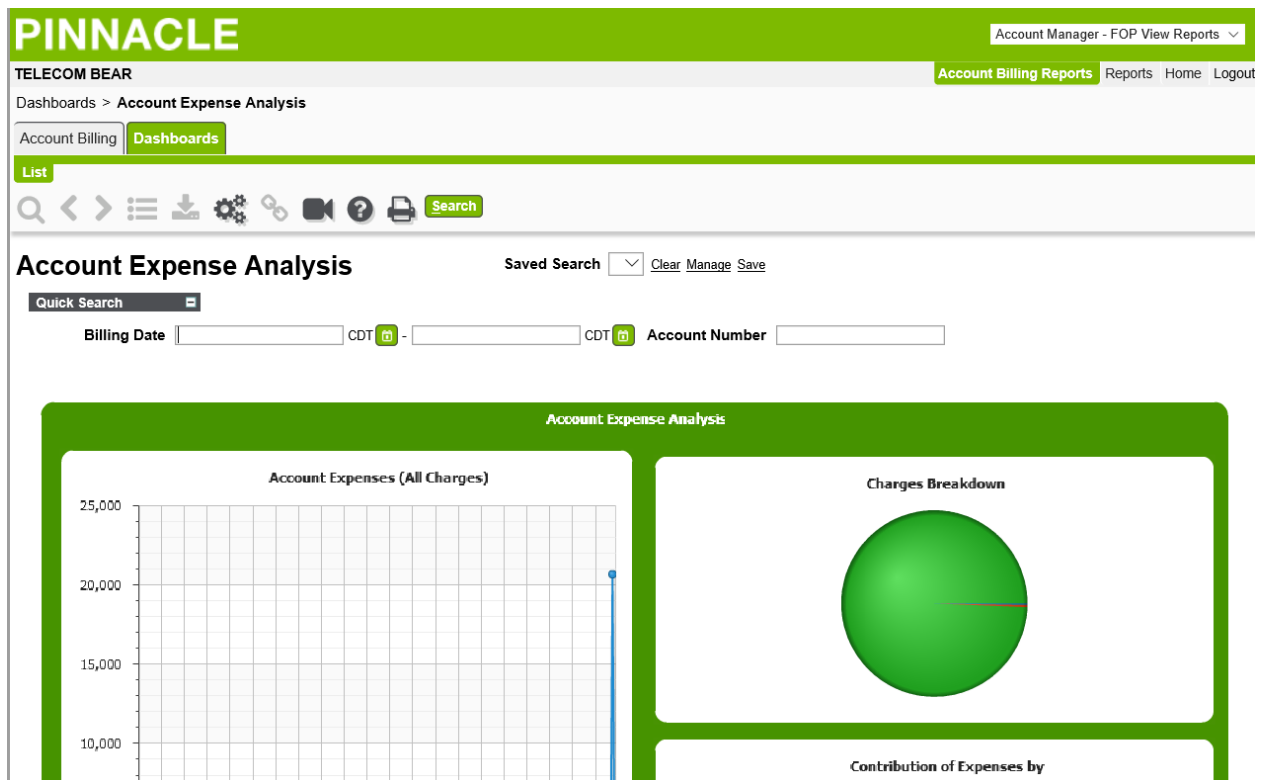 PINNACLE
Account Manager - FOP View Reports
TELECOM BEAR
Account Billing Reports Reports Home Logout
Dashboards > Account Expense Analysis
Account Billing Dashboards
List
Search
Account Expense Analysis
Saved Search Clear Manage Save
Quick Search
Billing Date CDT - CDT Account Number
Account Expense Analysis
Account Expenses (All Charges)
25,000
20,000
15,000
10,000
Charges Breakdown
Contribution of Expenses by